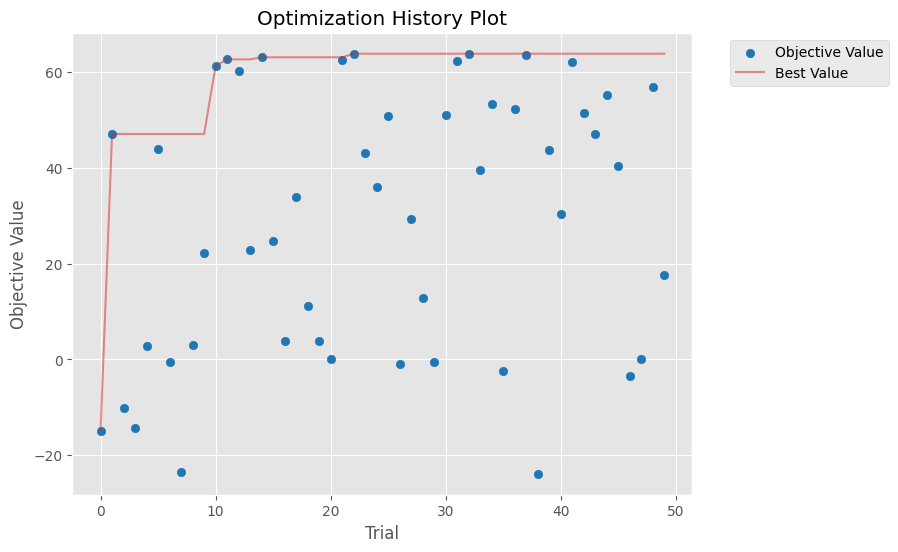 Optimization History Plot
Objective Value
Best Value
60
40
20
0
−20
Objective Value
0 10 20 30 40 50
Trial